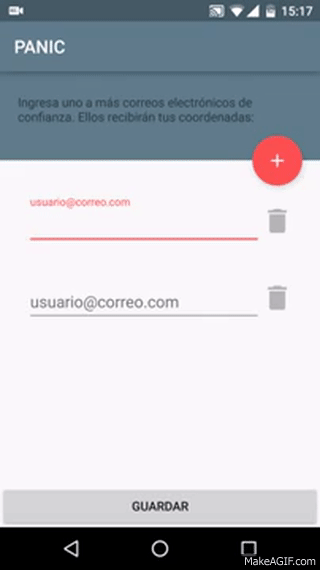 15:17
PANIC
Ingresa uno a más correos electrónicos de
confianza. Ellos recibirán tus coordenadas:
+
usuario@correo.com
usuario@correo.com
GUARDAR
MakeAGIF.com